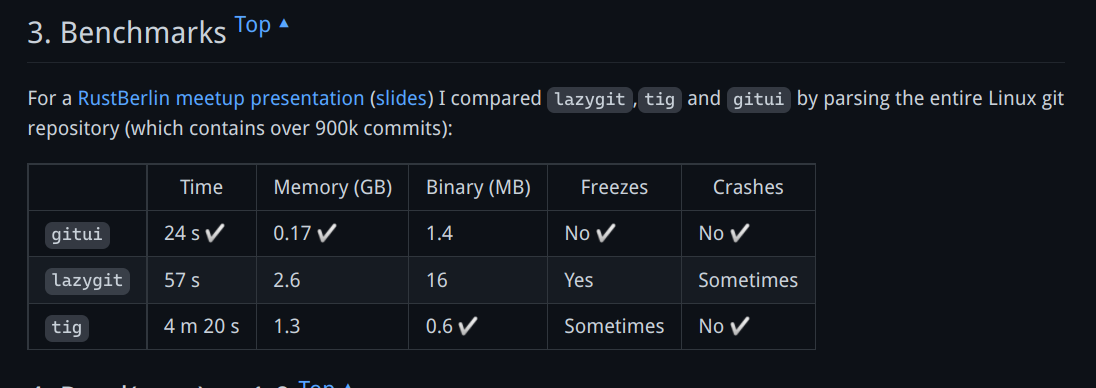 3. Benchmarks Top ▲
For a RustBerlin meetup presentation (slides) I compared lazygit, tig and gitui by parsing the entire Linux git
repository (which contains over 900k commits):
Time Memory (GB) Binary (MB) Freezes Crashes
gitui 24 s ✔ 0.17 ✔ 1.4 No ✔ No ✔
lazygit 57 s 2.6 16 Yes Sometimes
tig 4 m 20 s 1.3 0.6 ✔ Sometimes No ✔
Top ▲